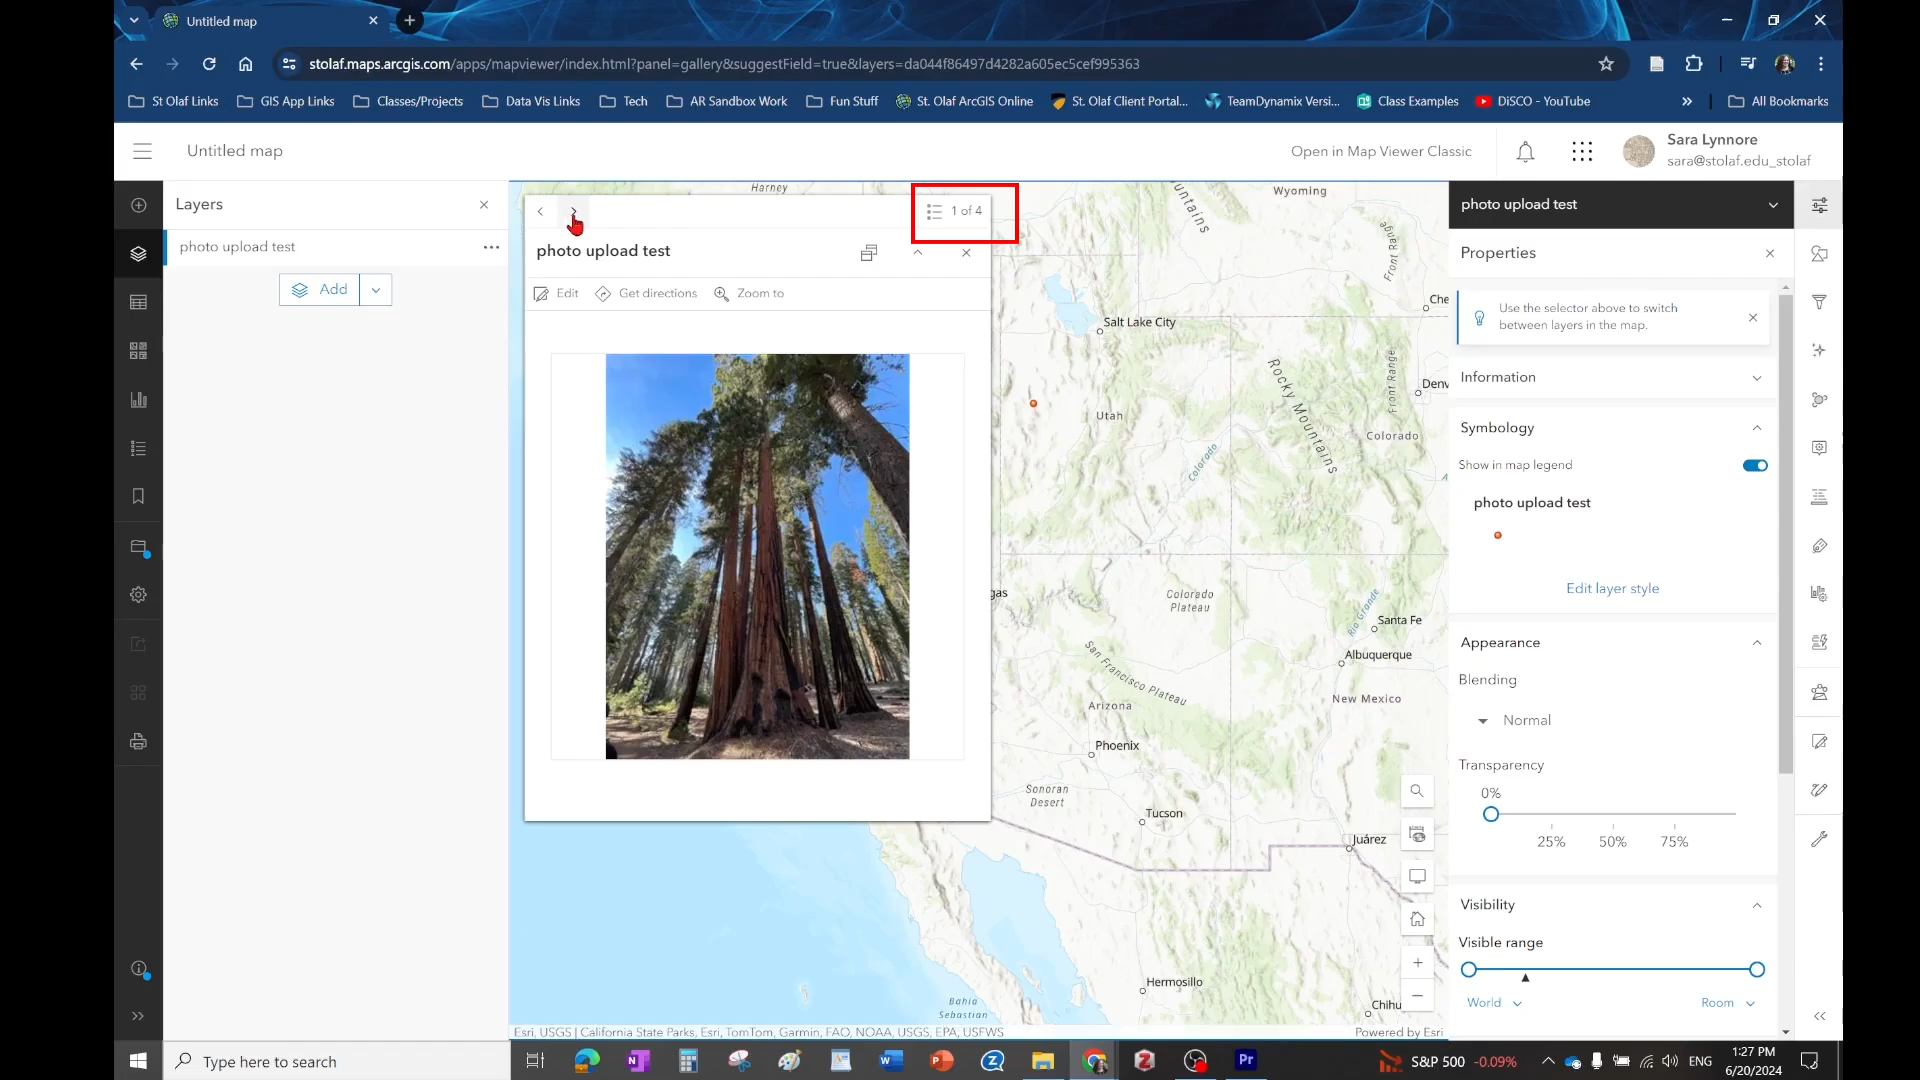 Untitled map
stolaf.maps.arcgis.com/apps/mapviewer/index.html?panel=gallery&suggestField=true&layers=da044f86497d4282a605ec5cef995363
St Olaf Links
GIS App Links
Classes/Projects
Data Vis Links
Tech
AR Sandbox Work
Fun Stuff
St. Olaf ArcGIS Online
St. Olaf Client Portal...
TeamDynamix Versi...
Class Examples
DiSCO - YouTube
All Bookmarks
Untitled map
Open in Map Viewer Classic
Sara Lynnore
sara@stolaf.edu_stolaf
Layers
photo upload test
Add
1 of 4
photo upload test
Edit
Get directions
Zoom to
Harney
Wyoming
Front Range
Salt Lake City
Che
Utah
Rocky Mountains
Front Range
Denv
Colorado
Colorado
gas
Colorado
Plateau
Rio Grande
Santa Fe
Albuquerque
San Francisco Plateau
New Mexico
Arizona
Phoenix
Sonoran
Desert
Tucson
Juárez
Hermosillo
Bahia
Sebastian
Chihu
Esri, USGS | California State Parks, Esri, TomTom, Garmin, FAO, NOAA, USGS, EPA, USFWS
Powered by Esri
photo upload test
Properties
Use the selector above to switch
between layers in the map.
Information
Symbology
Show in map legend
photo upload test
Edit layer style
Appearance
Blending
Normal
Transparency
0%
25%
50%
75%
Visibility
Visible range
World
Room
Type here to search
S&P 500 -0.09%
ENG
1:27 PM
6/20/2024